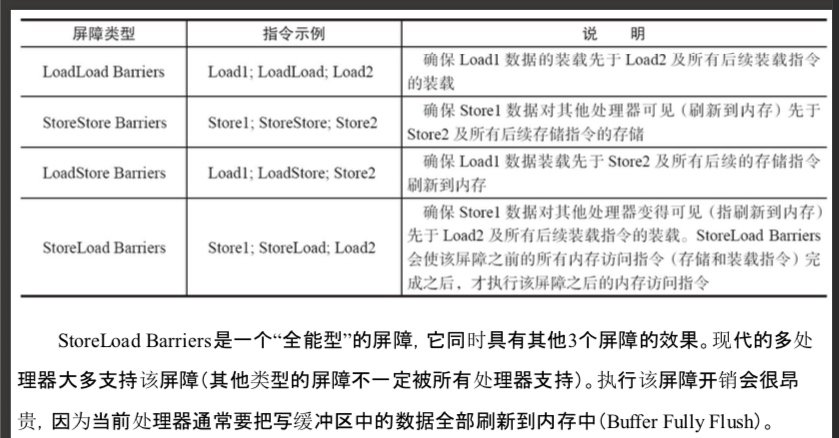 屏障类型 指令示例 说 明
LoadLoad Barriers Load1; LoadLoad; Load2 确保 Load1 数据的装载先于 Load2 及所有后续装载指令
的装载
StoreStore Barriers Store1; StoreStore; Store2 确保 Store1 数据对其他处理器可见（刷新到内存）先于
Store2 及所有后续存储指令的存储
LoadStore Barriers Load1; LoadStore; Store2 确保 Load1 数据装载先于 Store2 及所有后续的存储指令
刷新到内存
StoreLoad Barriers Store1; StoreLoad; Load2 确保 Store1 数据对其他处理器变得可见（指刷新到内存）
先于 Load2 及所有后续装载指令的装载。StoreLoad Barriers
会使该屏障之前的所有内存访问指令（存储和装载指令）完
成之后，才执行该屏障之后的内存访问指令
StoreLoad Barriers是一个“全能型”的屏障，它同时具有其他3个屏障的效果。现代的多处
理器大多支持该屏障（其他类型的屏障不一定被所有处理器支持）。执行该屏障开销会很昂
贵，因为当前处理器通常要把写缓冲区中的数据全部刷新到内存中（Buffer Fully Flush）。